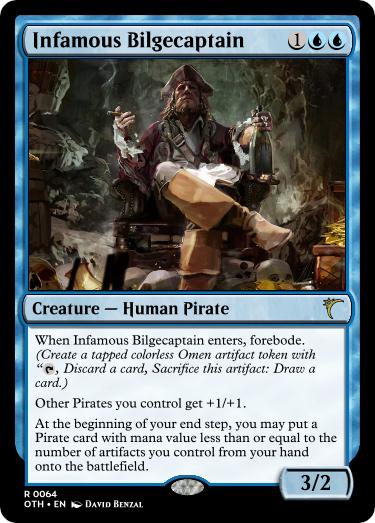 Infamous Bilgecaptain 1
Creature — Human Pirate
When Infamous Bilgecaptain enters, forebode.
(Create a tapped colorless Omen artifact token with
“, Discard a card, Sacrifice this artifact: Draw a
card.)
Other Pirates you control get +1/+1.
At the beginning of your end step, you may put a
Pirate card with mana value less than or equal to the
number of artifacts you control from your hand
onto the battlefield.
3/2
R 0064
OTH • EN David Benzal